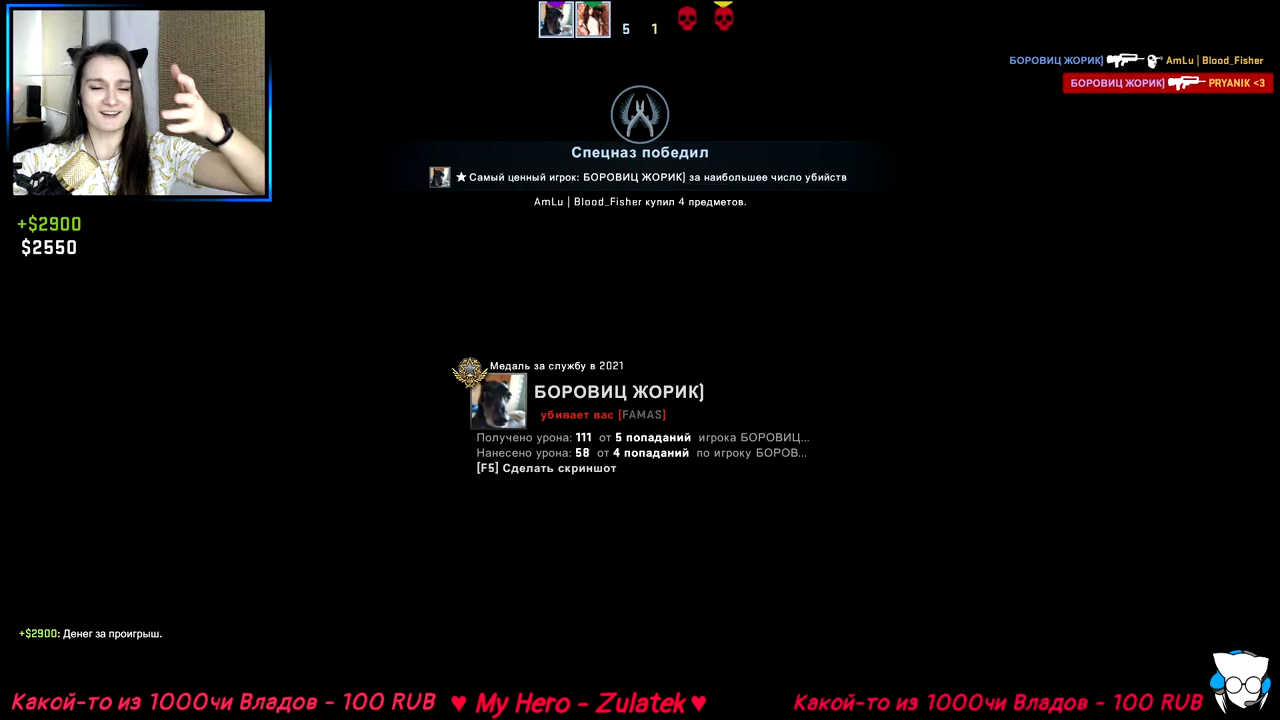 5 1
БОРОВИЦ ЖОРИК] AmLu | Blood_Fisher
БОРОВИЦ ЖОРИК] PRYANIK <3
Спецназ победил
★ Самый ценный игрок: БОРОВИЦ ЖОРИК] за наибольшее число убийств
AmLu | Blood_Fisher купил 4 предметов.
+$2900
$2550
Медаль за службу в 2021
БОРОВИЦ ЖОРИК]
убивает вас [FAMAS]
Получено урона: 111 от 5 попаданий игрока БОРОВИЦ...
Нанесено урона: 58 от 4 попаданий по игроку БОРОВ...
[F5] Сделать скриншот
+$2900: Денег за проигрыш.
Какой-то из 1000чи Владов - 100 RUB ♥ My Hero - Zulatek ♥ Какой-то из 1000чи Владов - 100 RUB